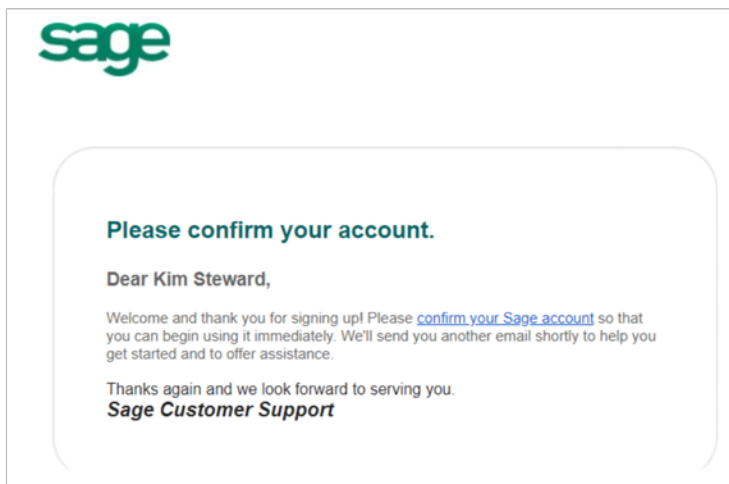 sage
Please confirm your account.
Dear Kim Steward,
Welcome and thank you for signing up! Please confirm your Sage account so that
you can begin using it immediately. We'll send you another email shortly to help you
get started and to offer assistance.
Thanks again and we look forward to serving you.
Sage Customer Support